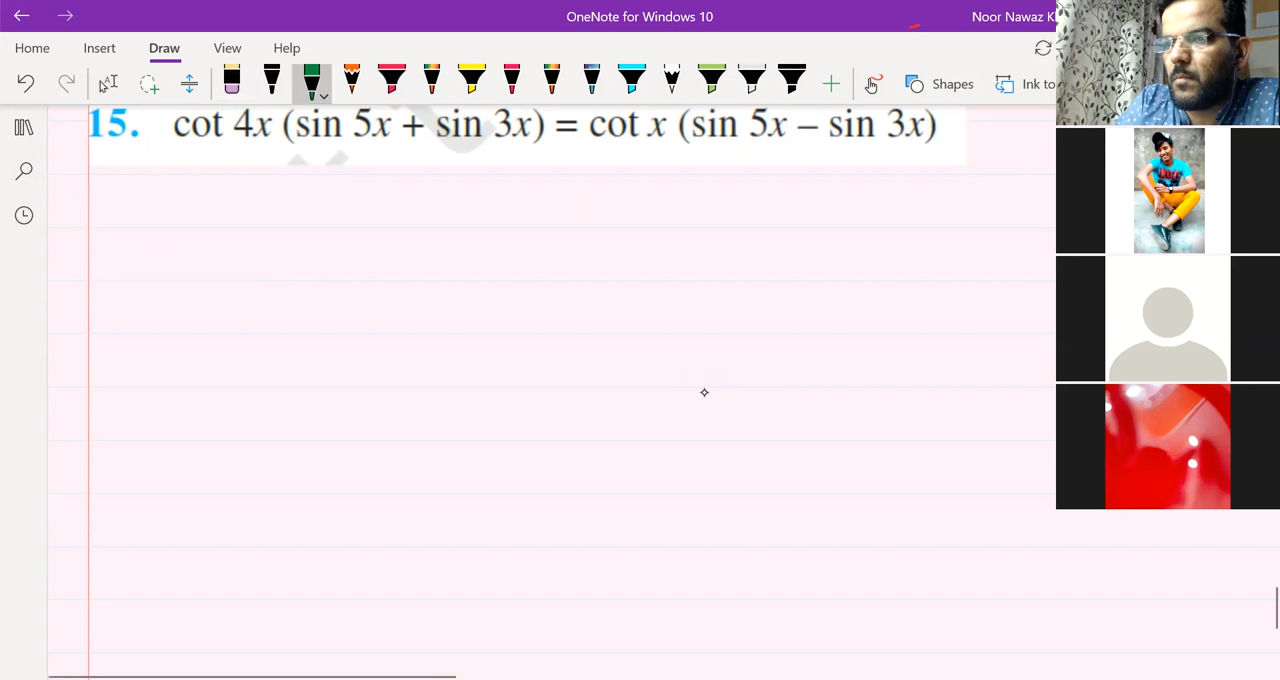 OneNote for Windows 10
Noor Nawaz K
Home Insert Draw View Help
Shapes Ink to
15. cot 4x (sin 5x + sin 3x) = cot x (sin 5x – sin 3x)